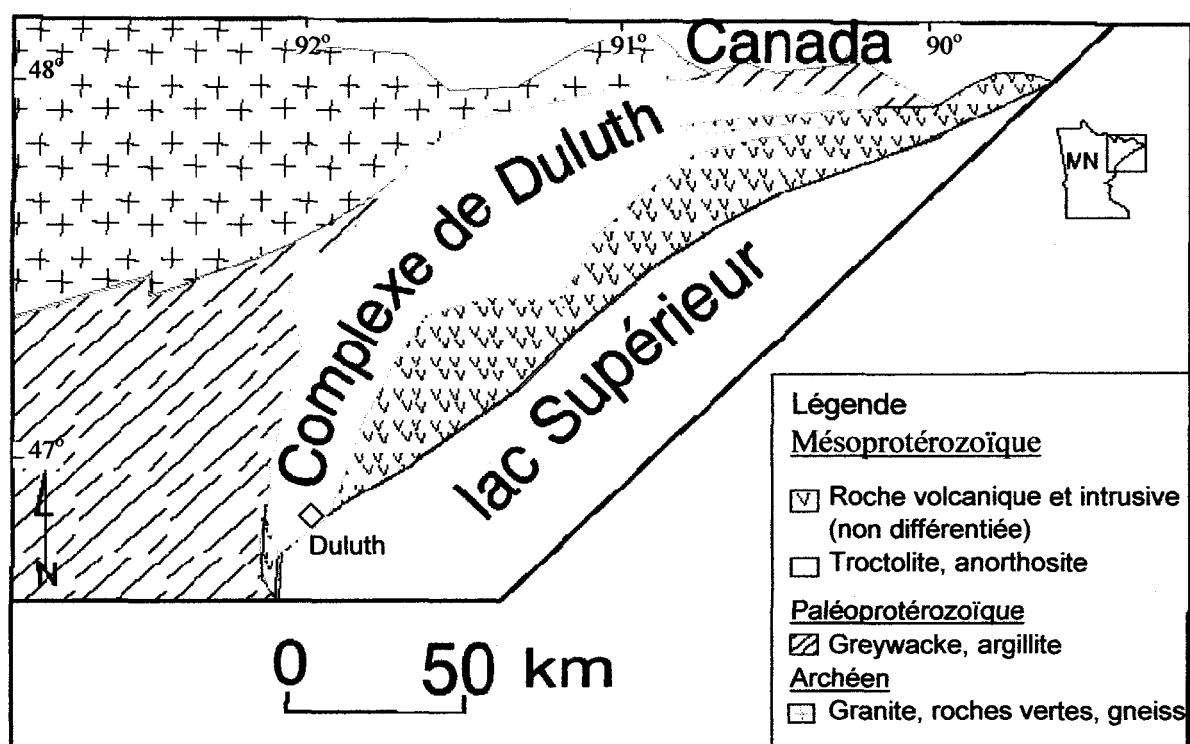 Canada
92°
91°
90°
48°
Complexe de Duluth
MN
lac Supérieur
47°
N
Duluth
0 50 km
Légende
Mésoprotérozoïque
Roche volcanique et intrusive
(non différentiée)
Troctolite, anorthosite
Paléoprotérozoïque
Greywacke, argillite
Archéen
Granite, roches vertes, gneiss